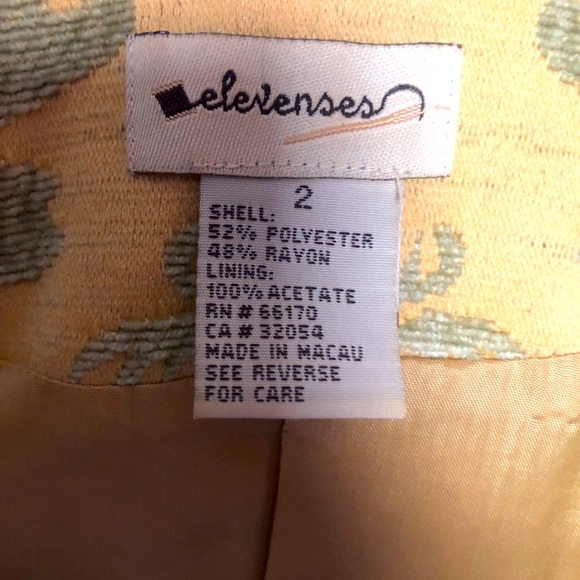 elevenses
2
SHELL:
52% POLYESTER
48% RAYON
LINING:
100% ACETATE
RN # 66170
CA # 32054
MADE IN MACAU
SEE REVERSE
FOR CARE